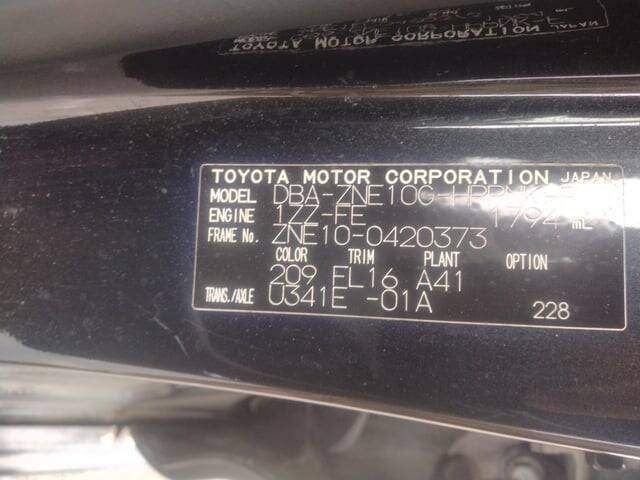 TOYOTA MOTOR CORPORATION JAPAN
MODEL DBA-ZNE10G-
ENGINE 1ZZ-FE 1794 mL
FRAME No. ZNE10-0420373
COLOR TRIM PLANT OPTION
209 FL16 A41
TRANS./AXLE U341E -01A
228